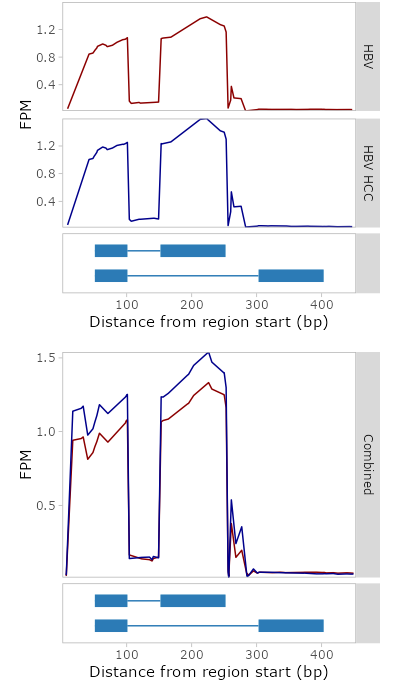 1.2
0.8
0.4
HBV
FPM
1.2
0.8
0.4
HBV HCC
100 200 300 400
Distance from region start (bp)
1.5
1.0
0.5
FPM
Combined
100 200 300 400
Distance from region start (bp)